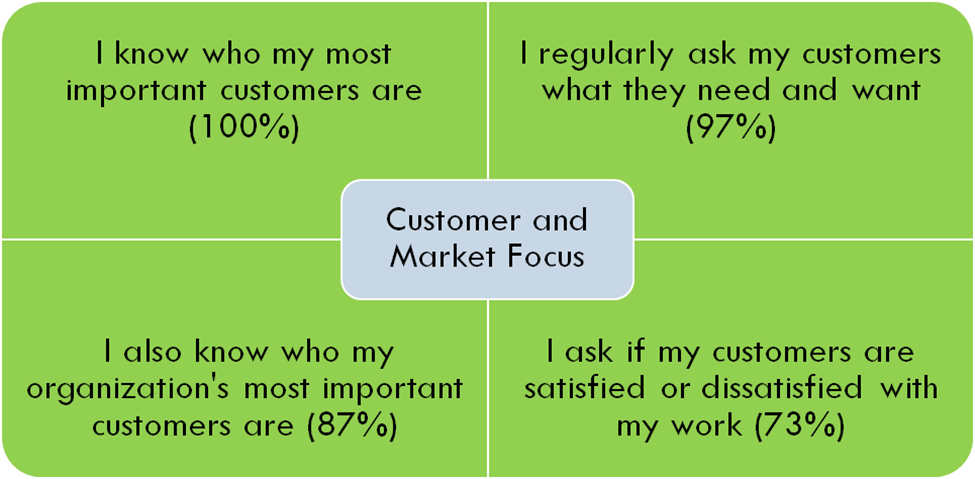 I know who my most
important customers are
(100%)
I regularly ask my customers
what they need and want
(97%)
Customer and
Market Focus
I also know who my
organization's most important
customers are (87%)
I ask if my customers are
satisfied or dissatisfied with
my work (73%)